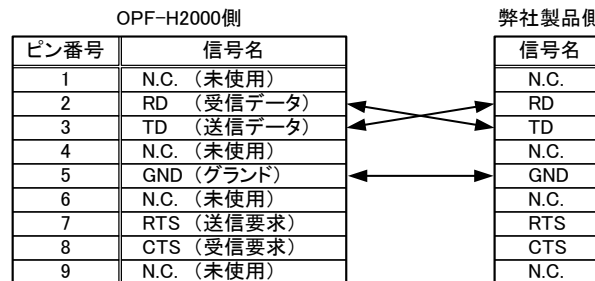 OPF-H2000側 弊社製品側
ピン番号 信号名 信号名
1 N.C. (未使用) N.C.
2 RD (受信データ) RD
3 TD (送信データ) TD
4 N.C. (未使用) N.C.
5 GND (グランド) GND
6 N.C. (未使用) N.C.
7 RTS (送信要求) RTS
8 CTS (受信要求) CTS
9 N.C. (未使用) N.C.